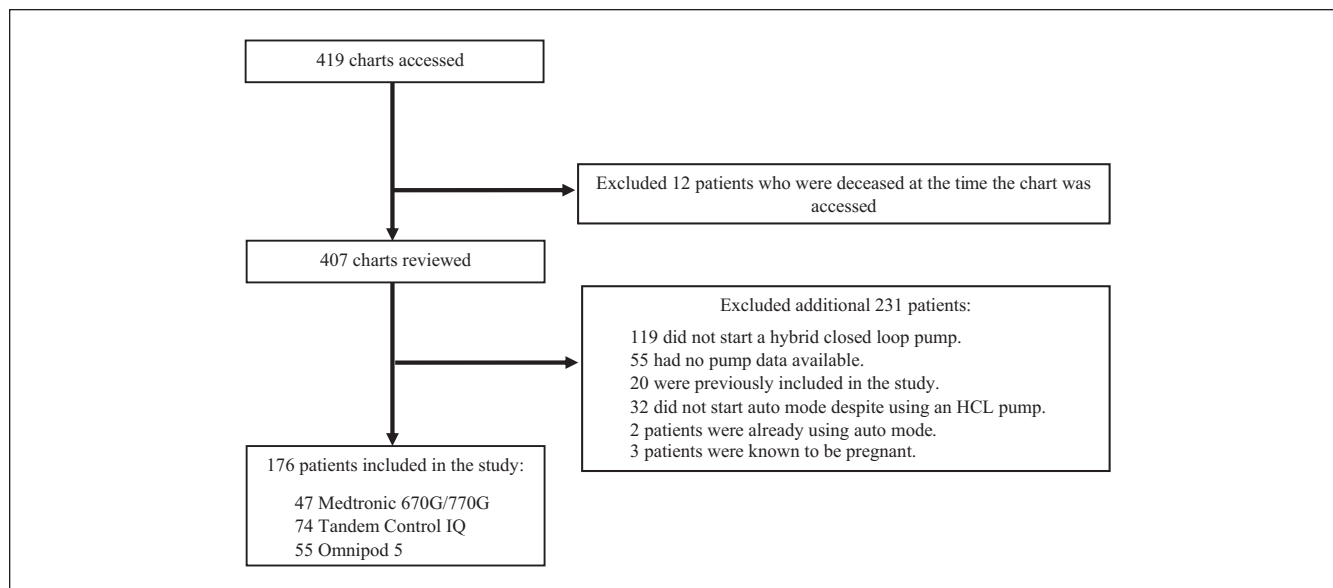 419 charts accessed
Excluded 12 patients who were deceased at the time the chart was
accessed
407 charts reviewed
Excluded additional 231 patients:
119 did not start a hybrid closed loop pump.
55 had no pump data available.
20 were previously included in the study.
32 did not start auto mode despite using an HCL pump.
2 patients were already using auto mode.
3 patients were known to be pregnant.
176 patients included in the study:
47 Medtronic 670G/770G
74 Tandem Control IQ
55 Omnipod 5